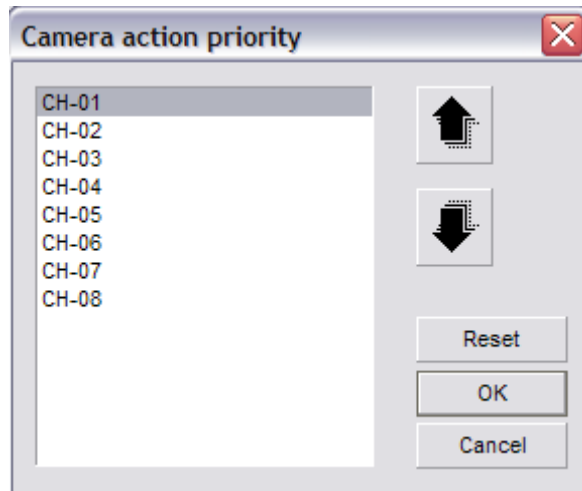 Camera action priority
CH-01
CH-02
CH-03
CH-04
CH-05
CH-06
CH-07
CH-08
Reset
OK
Cancel